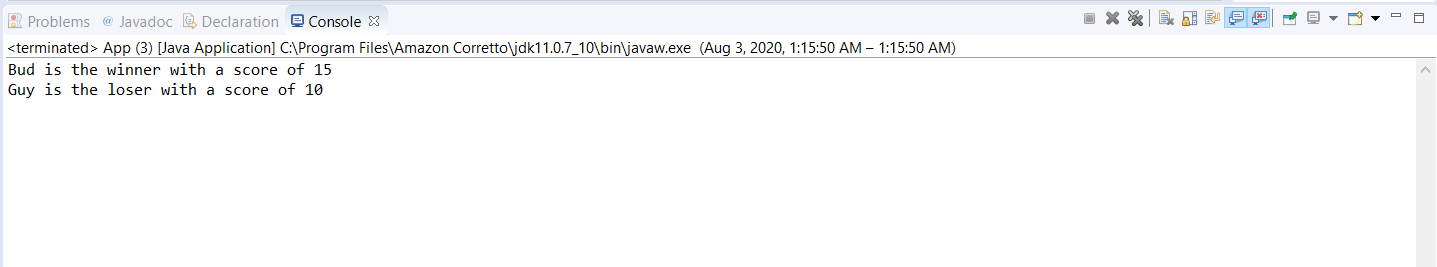 Problems @ Javadoc Declaration Console
<terminated> App (3) [Java Application] C:\Program Files\Amazon Corretto\jdk11.0.7_10\bin\javaw.exe (Aug 3, 2020, 1:15:50 AM – 1:15:50 AM)
Bud is the winner with a score of 15
Guy is the loser with a score of 10